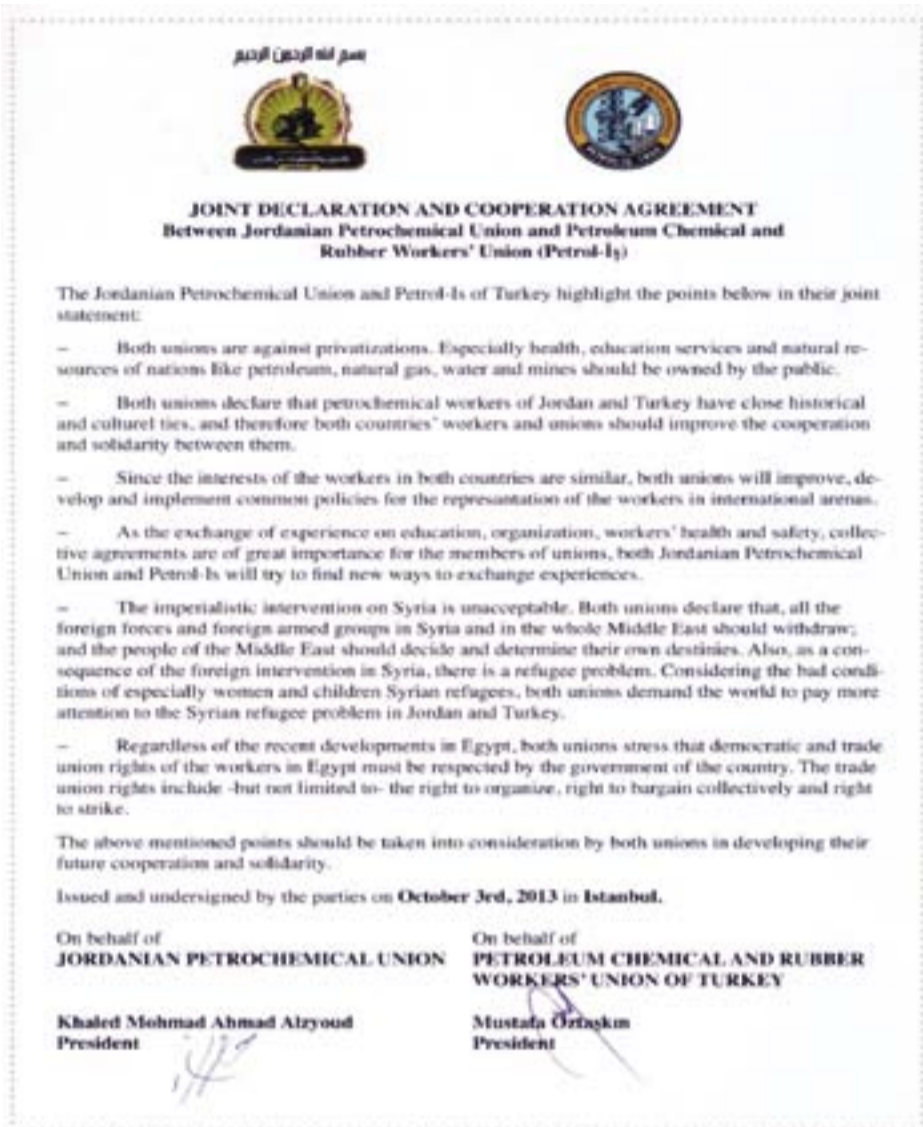 بسم الله الرحمن الرحيم
JOINT DECLARATION AND COOPERATION AGREEMENT
Between Jordanian Petrochemical Union and Petroleum Chemical and
Rubber Workers' Union (Petrol-İş)
The Jordanian Petrochemical Union and Petrol-Is of Turkey highlight the points below in their joint
statement:
– Both unions are against privatizations. Especially health, education services and natural re-
sources of nations like petroleum, natural gas, water and mines should be owned by the public.
– Both unions declare that petrochemical workers of Jordan and Turkey have close historical
and culturel ties, and therefore both countries' workers and unions should improve the cooperation
and solidarity between them.
– Since the interests of the workers in both countries are similar, both unions will improve, de-
velop and implement common policies for the represantation of the workers in international arenas.
– As the exchange of experience on education, organization, workers' health and safety, collec-
tive agreements are of great importance for the members of unions, both Jordanian Petrochemical
Union and Petrol-Is will try to find new ways to exchange experiences.
– The imperialistic intervention on Syria is unacceptable. Both unions declare that, all the
foreign forces and foreign armed groups in Syria and in the whole Middle East should withdraw;
and the people of the Middle East should decide and determine their own destinies. Also, as a con-
sequence of the foreign intervention in Syria, there is a refugee problem. Considering the bad condi-
tions of especially women and children Syrian refugees, both unions demand the world to pay more
attention to the Syrian refugee problem in Jordan and Turkey.
– Regardless of the recent developments in Egypt, both unions stress that democratic and trade
union rights of the workers in Egypt must be respected by the government of the country. The trade
union rights include -but not limited to- the right to organize, right to bargain collectively and right
to strike.
The above mentioned points should be taken into consideration by both unions in developing their
future cooperation and solidarity.
Issued and undersigned by the parties on October 3rd, 2013 in Istanbul.
On behalf of
JORDANIAN PETROCHEMICAL UNION
Khaled Mohmad Ahmad Alzyoud
President
On behalf of
PETROLEUM CHEMICAL AND RUBBER
WORKERS' UNION OF TURKEY
Mustafa Öztaşkın
President